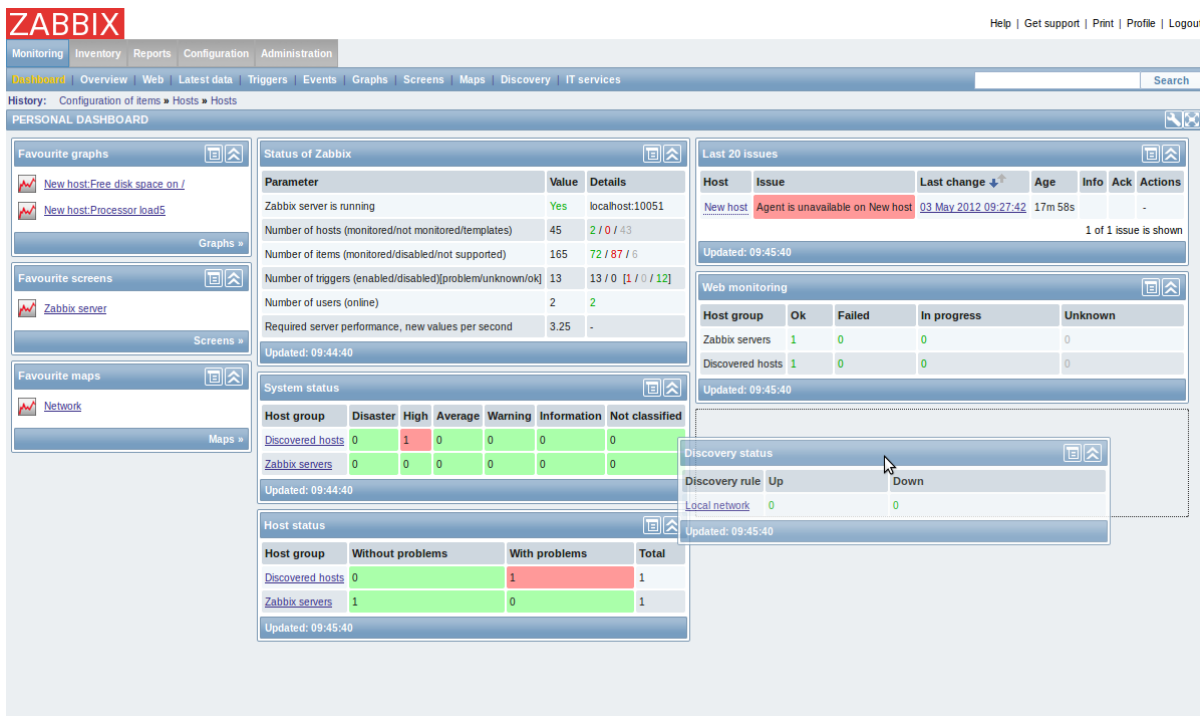 ZABBIX
Help | Get support | Print | Profile | Logout
Monitoring Inventory Reports Configuration Administration
Dashboard | Overview | Web | Latest data | Triggers | Events | Graphs | Screens | Maps | Discovery | IT services Search
History: Configuration of items » Hosts » Hosts
PERSONAL DASHBOARD
Favourite graphs
New host:Free disk space on /
New host:Processor load5
Graphs »
Favourite screens
Zabbix server
Screens »
Favourite maps
Network
Maps »
Status of Zabbix
Parameter Value Details
Zabbix server is running Yes localhost:10051
Number of hosts (monitored/not monitored/templates) 45 2 / 0 / 43
Number of items (monitored/disabled/not supported) 165 72 / 87 / 6
Number of triggers (enabled/disabled)[problem/unknown/ok] 13 13 / 0 [1 / 0 / 12]
Number of users (online) 2 2
Required server performance, new values per second 3.25 -
Updated: 09:44:40
System status
Host group Disaster High Average Warning Information Not classified
Discovered hosts 0 1 0 0 0 0
Zabbix servers 0 0 0 0 0 0
Updated: 09:44:40
Host status
Host group Without problems With problems Total
Discovered hosts 0 1 1
Zabbix servers 1 0 1
Updated: 09:45:40
Last 20 issues
Host Issue Last change Age Info Ack Actions
New host Agent is unavailable on New host 03 May 2012 09:27:42 17m 58s -
1 of 1 issue is shown
Updated: 09:45:40
Web monitoring
Host group Ok Failed In progress Unknown
Zabbix servers 1 0 0 0
Discovered hosts 1 0 0 0
Updated: 09:45:40
Discovery status
Discovery rule Up Down
Local network 0 0
Updated: 09:45:40